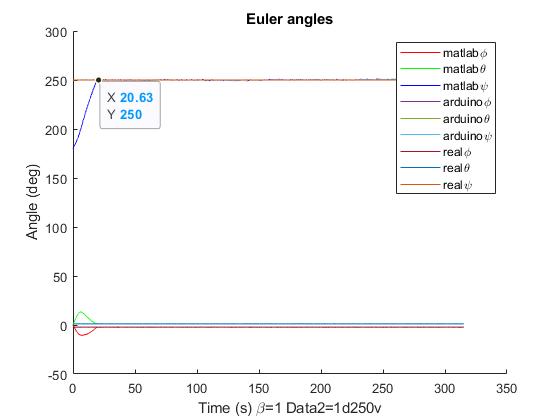 Euler angles
300
250
200
150
100
50
0
-50
Angle (deg)
X 20.63
Y 250
matlab ϕ
matlab θ
matlab ψ
arduino ϕ
arduino θ
arduino ψ
real ϕ
real θ
real ψ
0 50 100 150 200 250 300 350
Time (s) β=1 Data2=1d250v